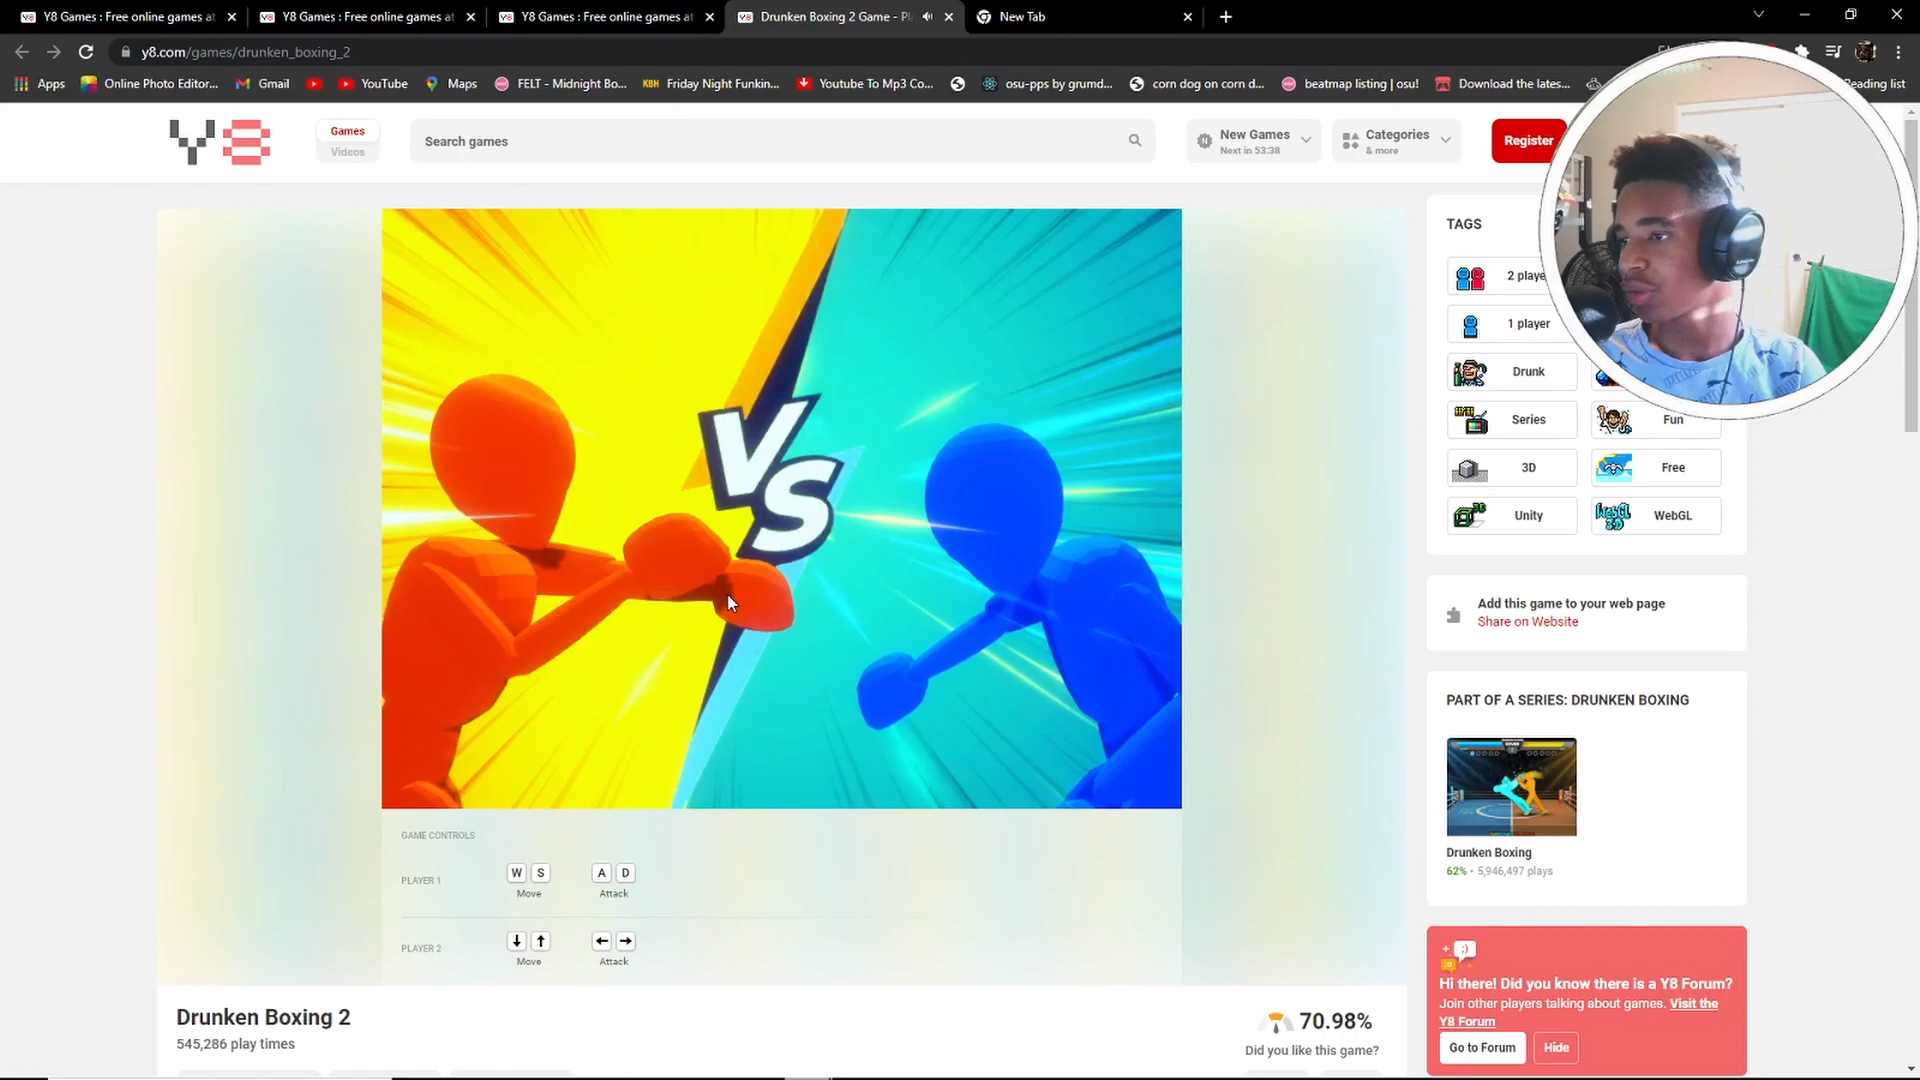 Y8 Games : Free online games at
Y8 Games : Free online games at
Y8 Games : Free online games at
Drunken Boxing 2 Game - Pl
New Tab
y8.com/games/drunken_boxing_2
Apps
Online Photo Editor...
Gmail
YouTube
Maps
FELT - Midnight Bo...
KBH
Friday Night Funkin...
Youtube To Mp3 Co...
osu-pps by grumd...
corn dog on corn d...
beatmap listing | osu!
Download the lates...
eading list
Y8
Games
Videos
Search games
New Games
Next in 53:38
Categories
& more
Register
VS
TAGS
2 playe
1 player
Drunk
Series
Fun
3D
Free
Unity
WebGL
Add this game to your web page
Share on Website
PART OF A SERIES: DRUNKEN BOXING
Drunken Boxing
62% • 5,946,497 plays
GAME CONTROLS
PLAYER 1
W S
Move
A D
Attack
PLAYER 2
↓ ↑
Move
← →
Attack
Drunken Boxing 2
545,286 play times
70.98%
Did you like this game?
Hi there! Did you know there is a Y8 Forum?
Join other players talking about games. Visit the
Y8 Forum
Go to Forum
Hide